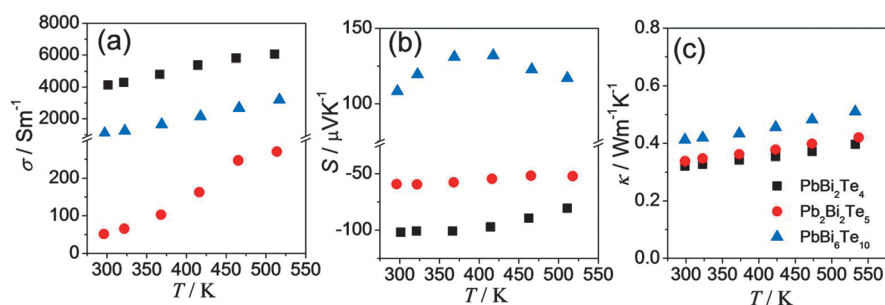 (a)
8000
6000
4000
2000
200
100
0
σ / Sm⁻¹
300 350 400 450 500 550
T / K
(b)
125
100
-50
-100
S / μVK⁻¹
300 350 400 450 500 550
T / K
(c)
0.8
0.6
0.4
0.2
0.0
κ / Wm⁻¹K⁻¹
PbBi₂Te₄
Pb₂Bi₂Te₅
PbBi₆Te₁₀
300 350 400 450 500 550
T / K